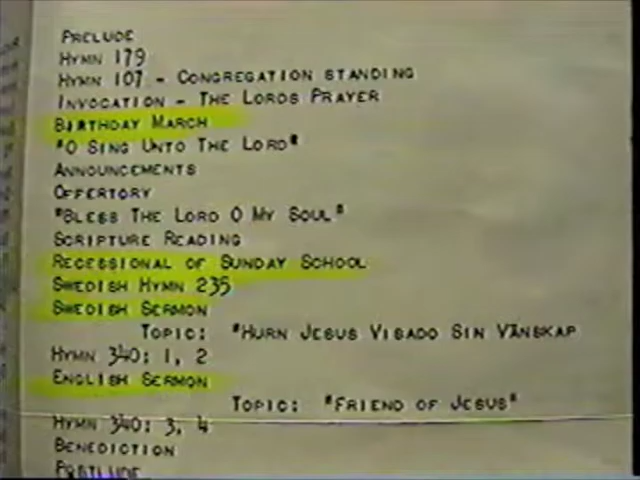 PRELUDE
HYMN 179
HYMN 107 - CONGREGATION STANDING
INVOCATION - THE LORDS PRAYER
BIRTHDAY MARCH
"O SING UNTO THE LORD"
ANNOUNCEMENTS
OFFERTORY
"BLESS THE LORD O MY SOUL"
SCRIPTURE READING
RECESSIONAL OF SUNDAY SCHOOL
SWEDISH HYMN 235
SWEDISH SERMON
TOPIC: "HURN JESUS VISADO SIN VÄNSKAP
HYMN 340: 1, 2
ENGLISH SERMON
TOPIC: "FRIEND OF JESUS"
HYMN 340: 3, 4
BENEDICTION
POSTLUDE